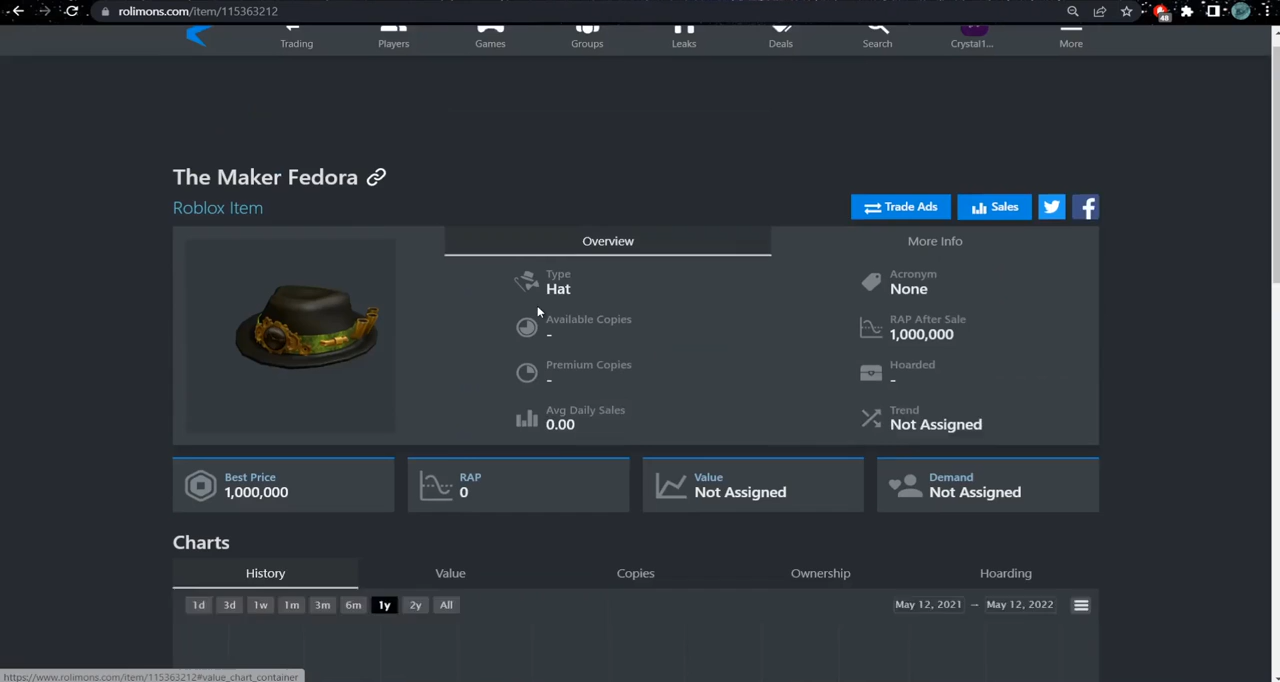 rolimons.com/item/115363212
48
Trading Players Games Groups Leaks Deals Search Crystal1... More
The Maker Fedora
Roblox Item
Trade Ads Sales
Overview More Info
Type
Hat
Acronym
None
Available Copies
-
RAP After Sale
1,000,000
Premium Copies
-
Hoarded
-
Avg Daily Sales
0.00
Trend
Not Assigned
Best Price
1,000,000
RAP
0
Value
Not Assigned
Demand
Not Assigned
Charts
History Value Copies Ownership Hoarding
1d 3d 1w 1m 3m 6m 1y 2y All May 12, 2021 → May 12, 2022
https://www.rolimons.com/item/115363212#value_chart_container